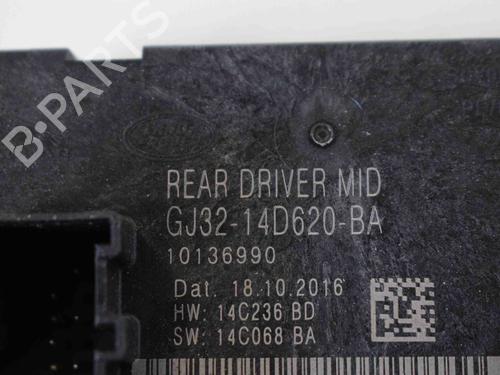 B-PARTS
REAR DRIVER MID
GJ32-14D620-BA
10136990
Dat. 18.10.2016
HW: 14C236 BD
SW: 14C068 BA